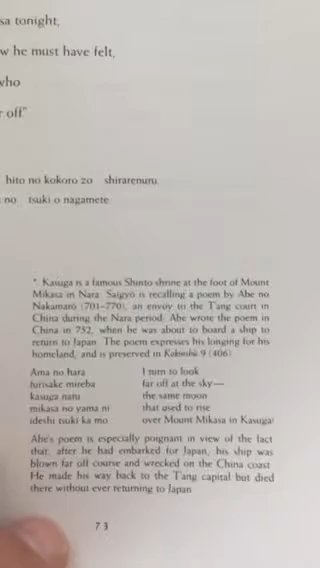 sa tonight,
w he must have felt,
who
off."
hito no kokoro zo shirarenuru
no tsuki o nagamete
*. Kasuga is a famous Shinto shrine at the foot of Mount
Mikasa in Nara. Saigyō is recalling a poem by Abe no
Nakamaro (701–770), an envoy to the T'ang court in
China during the Nara period. Abe wrote the poem in
China in 752, when he was about to board a ship to
return to Japan. The poem expresses his longing for his
homeland, and is preserved in Kokinshū 9 (406).
Ama no hara I turn to look
furisake mireba far off at the sky—
kasuga naru the same moon
mikasa no yama ni that used to rise
ideshi tsuki ka mo over Mount Mikasa in Kasuga!
Abe's poem is especially poignant in view of the fact
that, after he had embarked for Japan, his ship was
blown far off course and wrecked on the China coast.
He made his way back to the T'ang capital but died
there without ever returning to Japan.
73